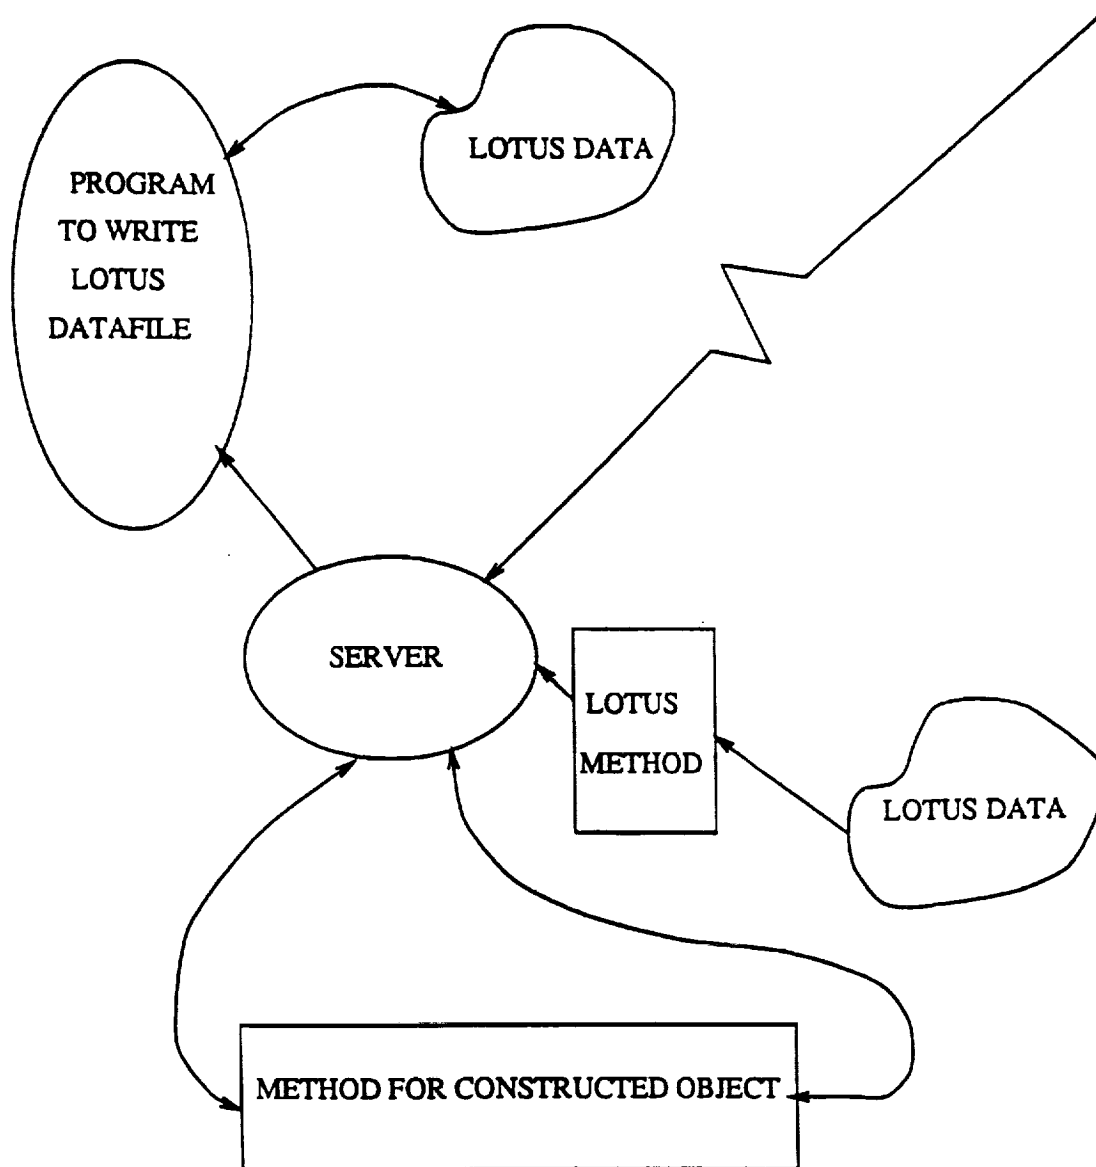 LOTUS DATA
PROGRAM
TO WRITE
LOTUS
DATAFILE
SERVER
LOTUS
METHOD
LOTUS DATA
METHOD FOR CONSTRUCTED OBJECT